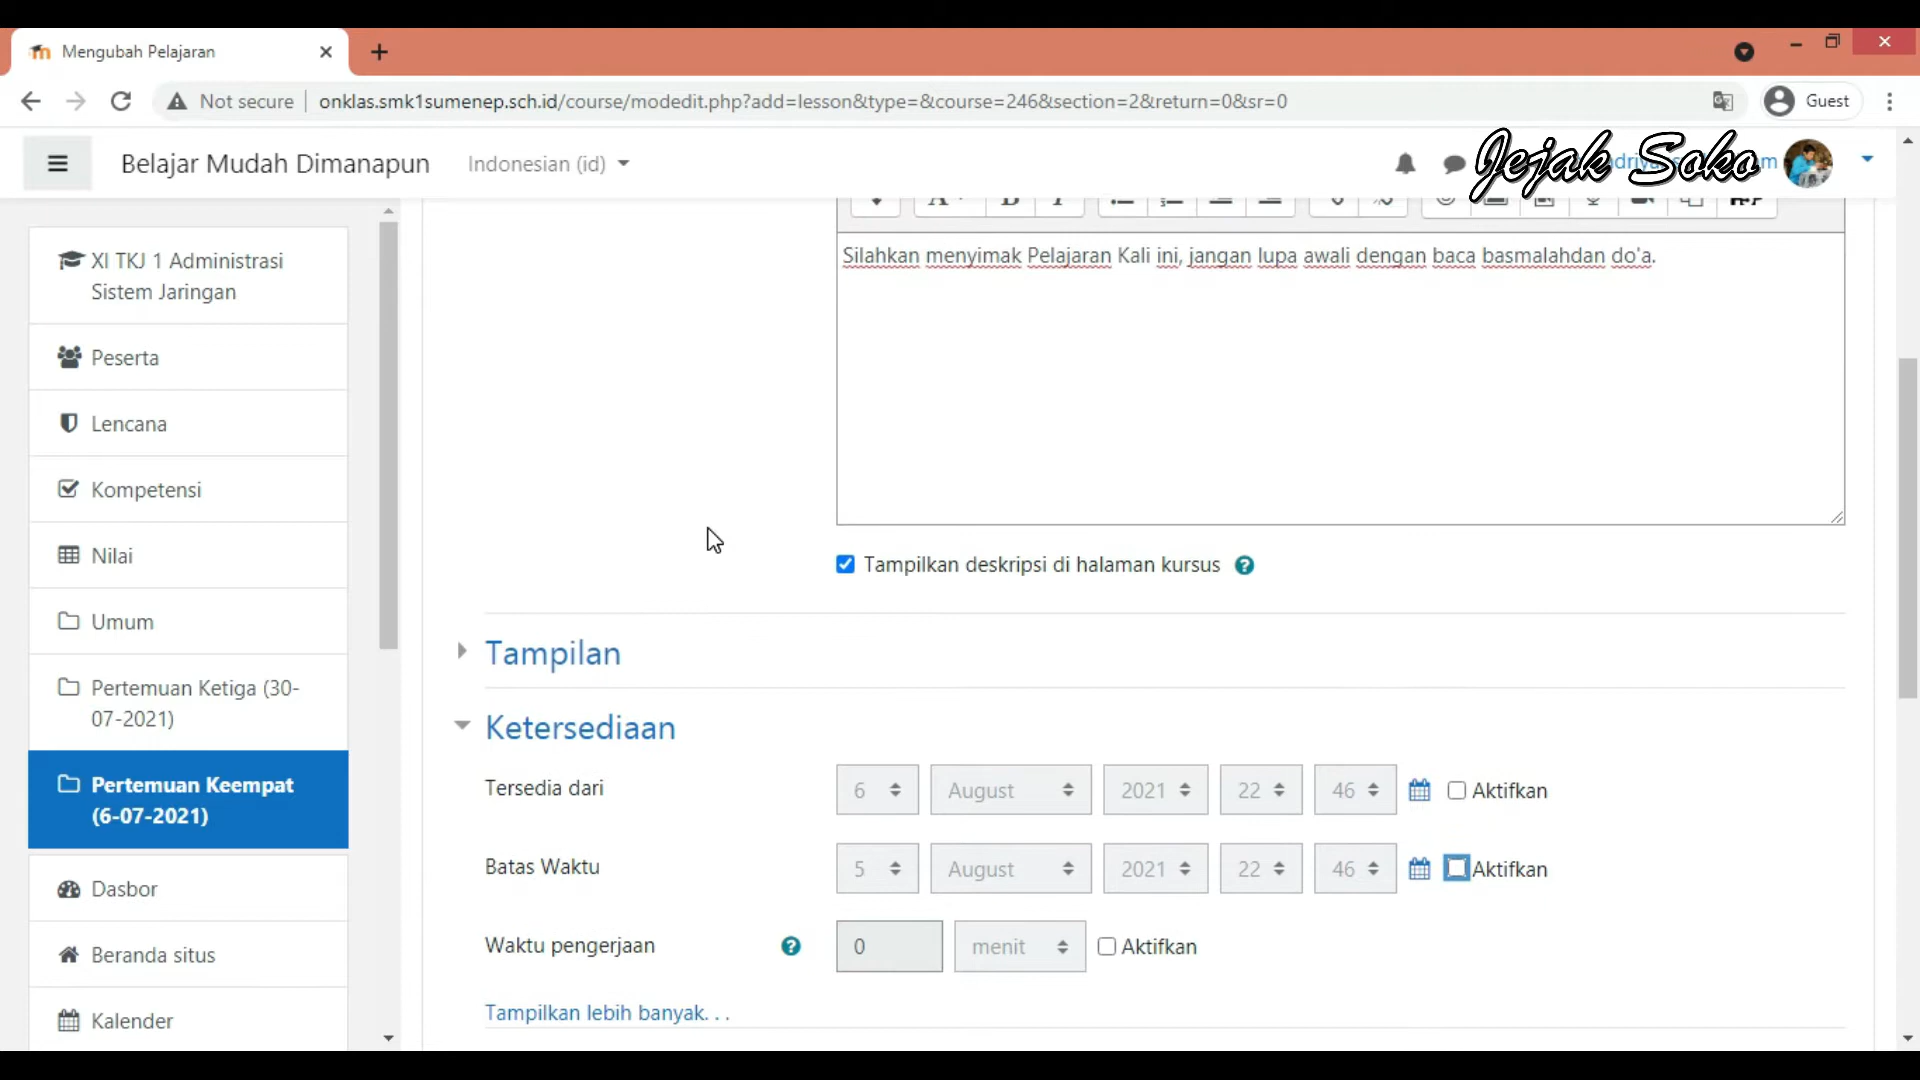 Mengubah Pelajaran
Not secure
onklas.smk1sumenep.sch.id/course/modedit.php?add=lesson&type=&course=246&section=2&return=0&sr=0
Guest
Belajar Mudah Dimanapun
Indonesian (id)
Jejak Soko
XI TKJ 1 Administrasi
Sistem Jaringan
Peserta
Lencana
Kompetensi
Nilai
Umum
Pertemuan Ketiga (30-
07-2021)
Pertemuan Keempat
(6-07-2021)
Dasbor
Beranda situs
Kalender
Silahkan menyimak Pelajaran Kali ini, jangan lupa awali dengan baca basmalahdan do'a.
Tampilkan deskripsi di halaman kursus
Tampilan
Ketersediaan
Tersedia dari
6 August 2021 22 46 Aktifkan
Batas Waktu
5 August 2021 22 46 Aktifkan
Waktu pengerjaan
0 menit Aktifkan
Tampilkan lebih banyak. . .